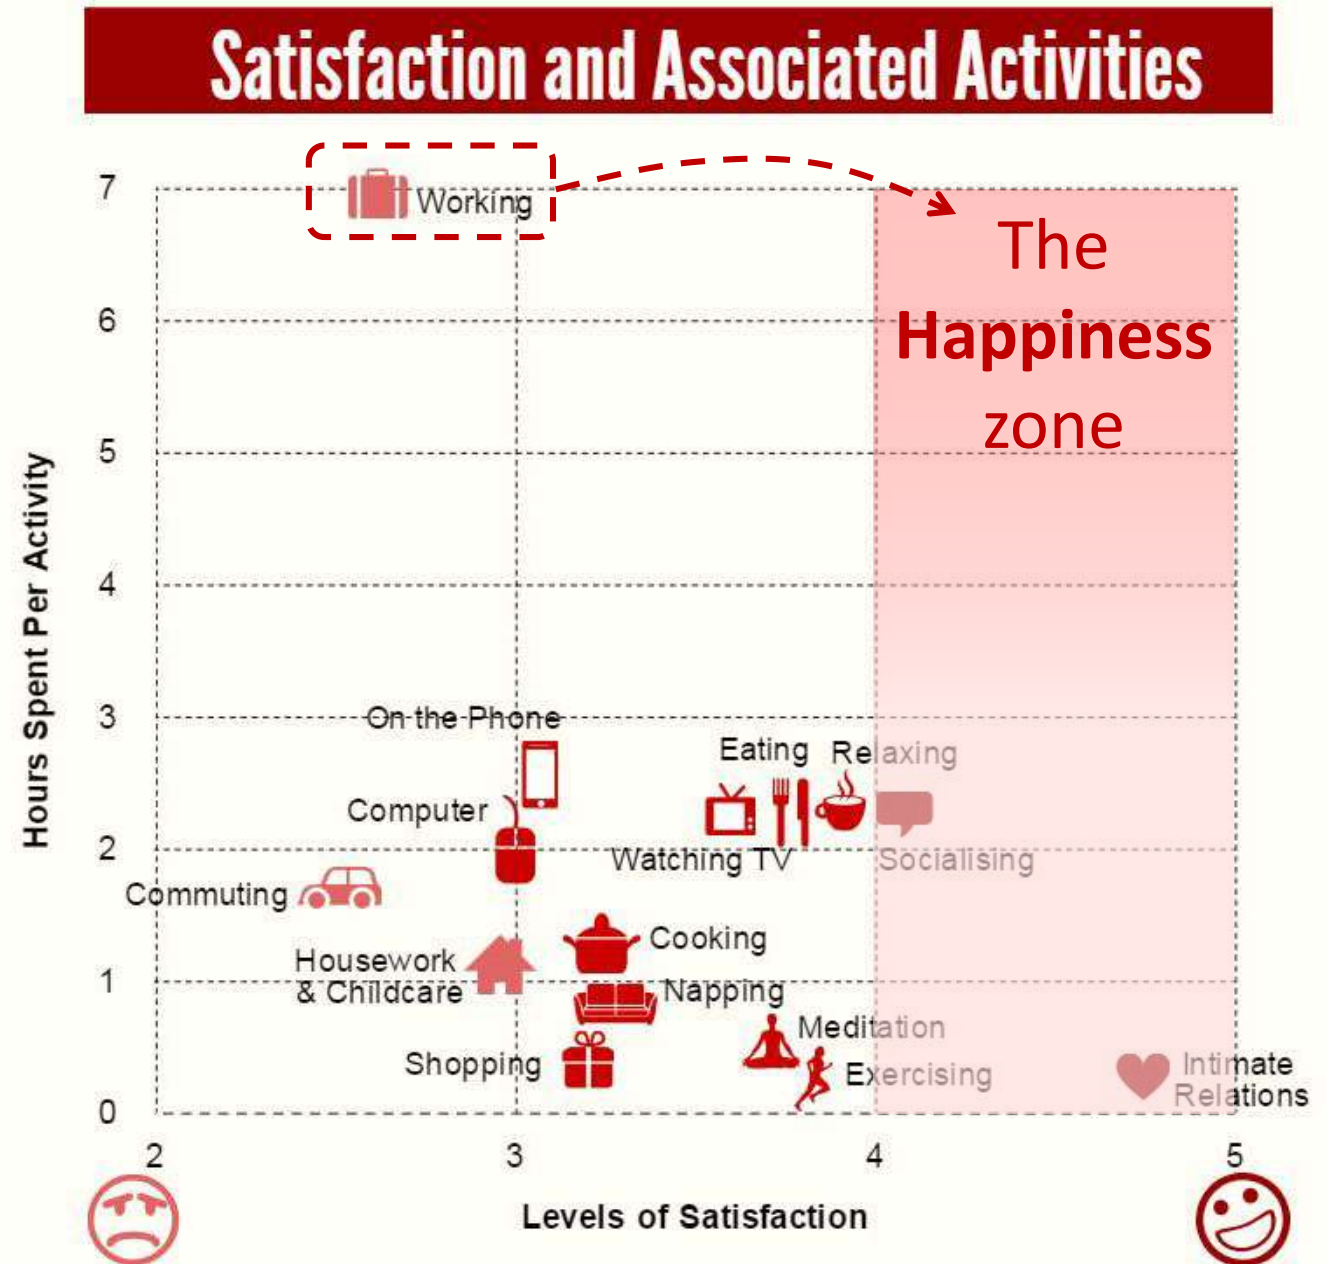 Satisfaction and Associated Activities
7
Working
The
6
Happiness
zone
5
Hours Spent Per Activity
4
3
On the Phone
Eating
Relaxing
Computer
2
Watching TV
Socialising
Commuting
Cooking
Housework
& Childcare
1
Napping
Meditation
Shopping
Exercising
Intimate
Relations
0
2
3
4
5
Levels of Satisfaction